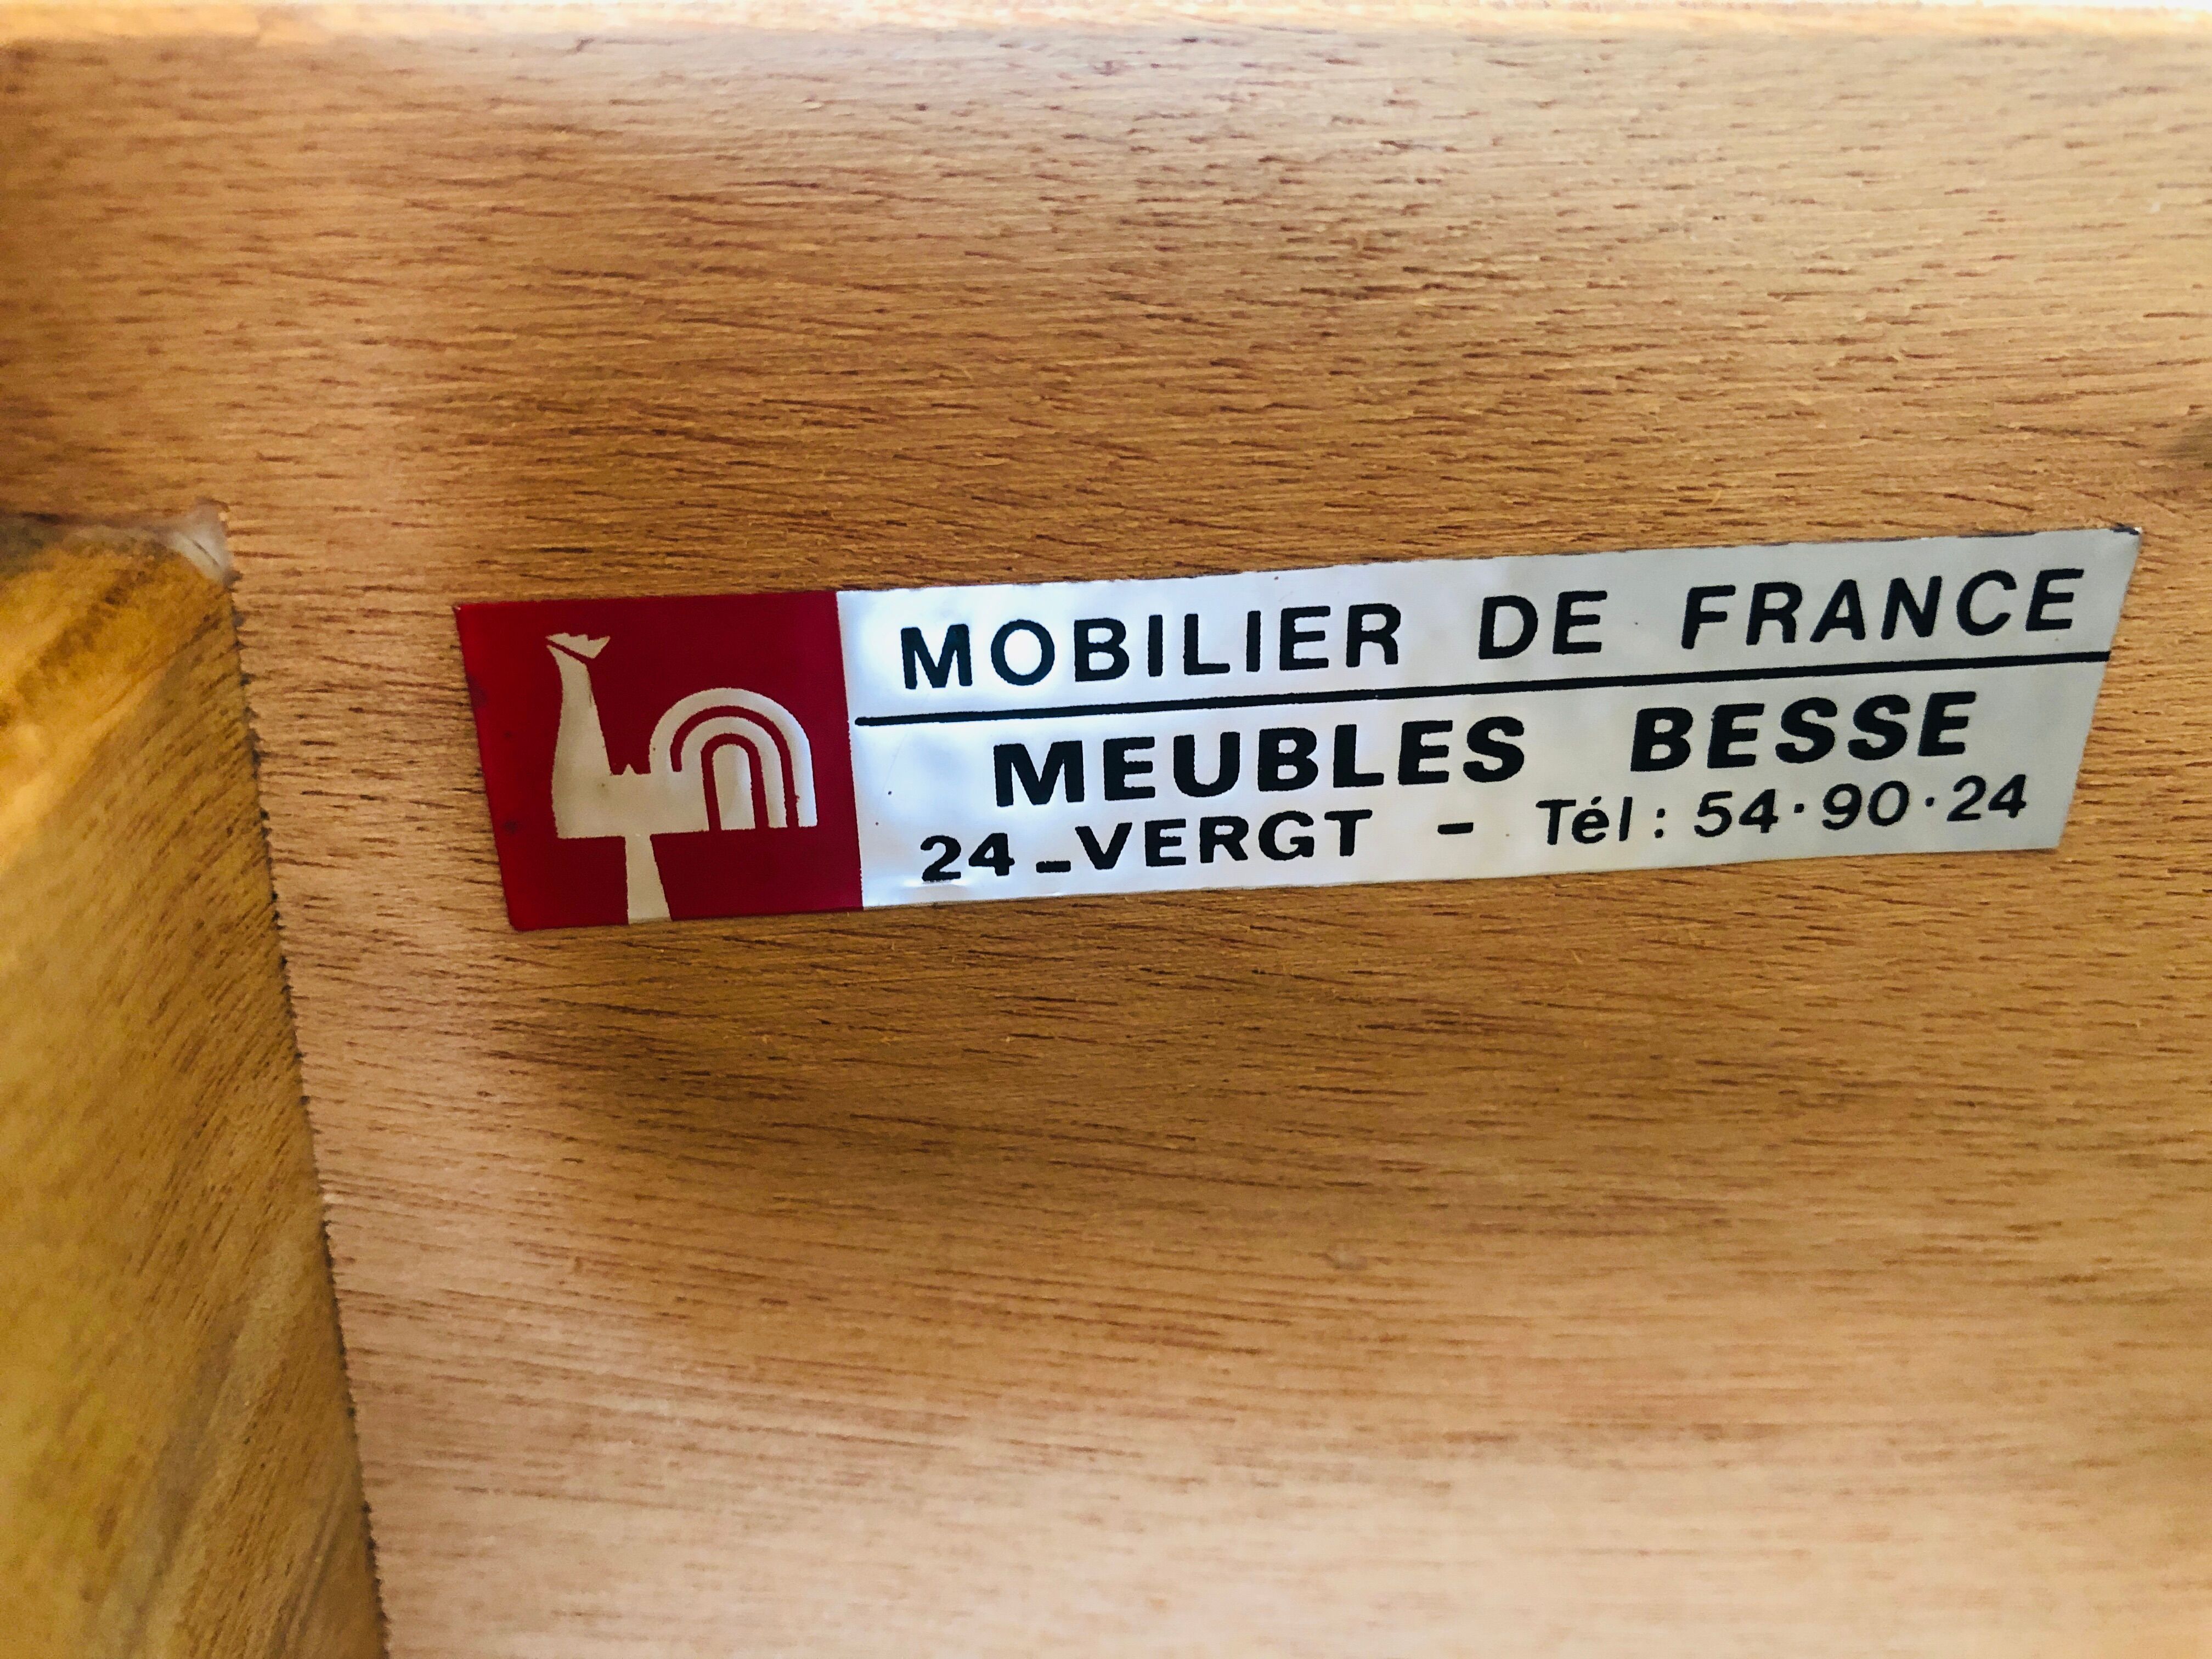 MOBILIER DE FRANCE
MEUBLES BESSE
24_VERGT - Tél : 54·90·24